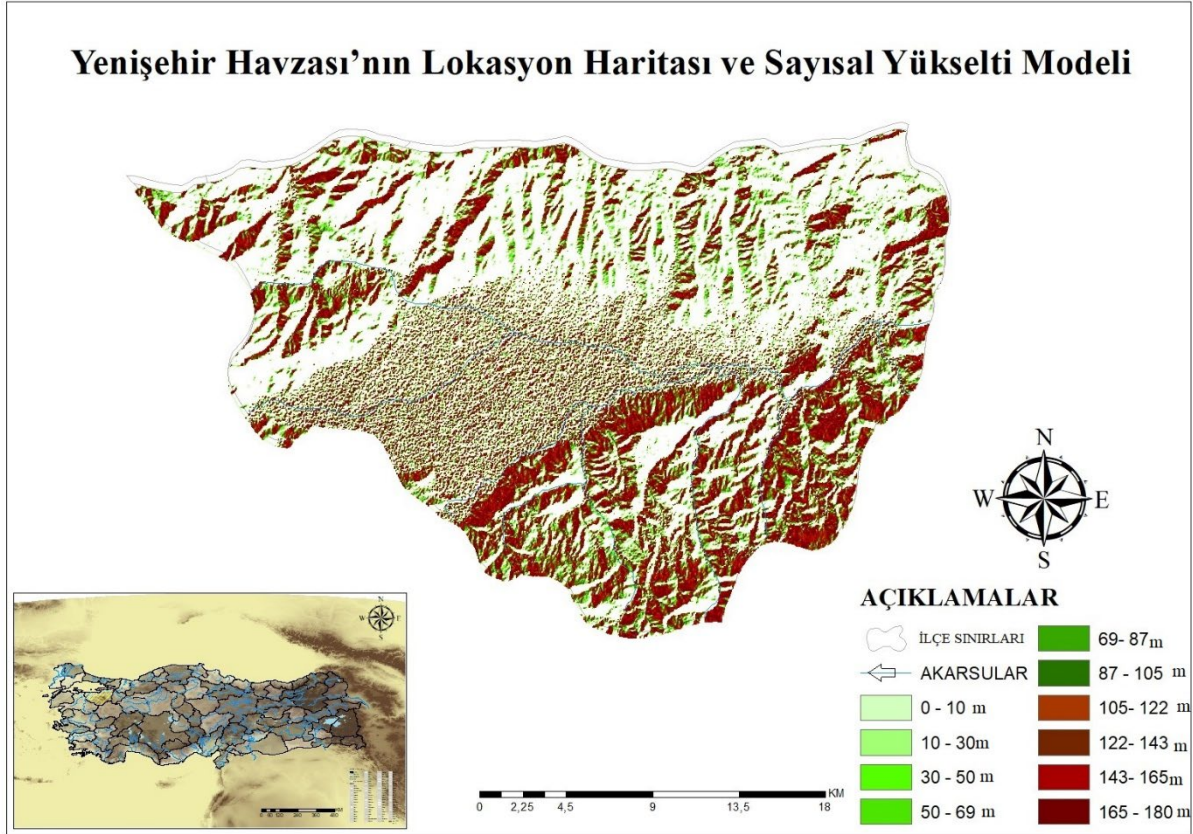 Yenişehir Havzası’nın Lokasyon Haritası ve Sayısal Yükselti Modeli
N
W
E
S
AÇIKLAMALAR
İLÇE SINIRLARI
AKARSULAR
0 - 10 m
10 - 30m
30 - 50 m
50 - 69 m
69- 87m
87 - 105 m
105- 122 m
122- 143 m
143- 165m
165- 180 m
KM
0 2,25 4,5 9 13,5 18
N
W
E
S
KM